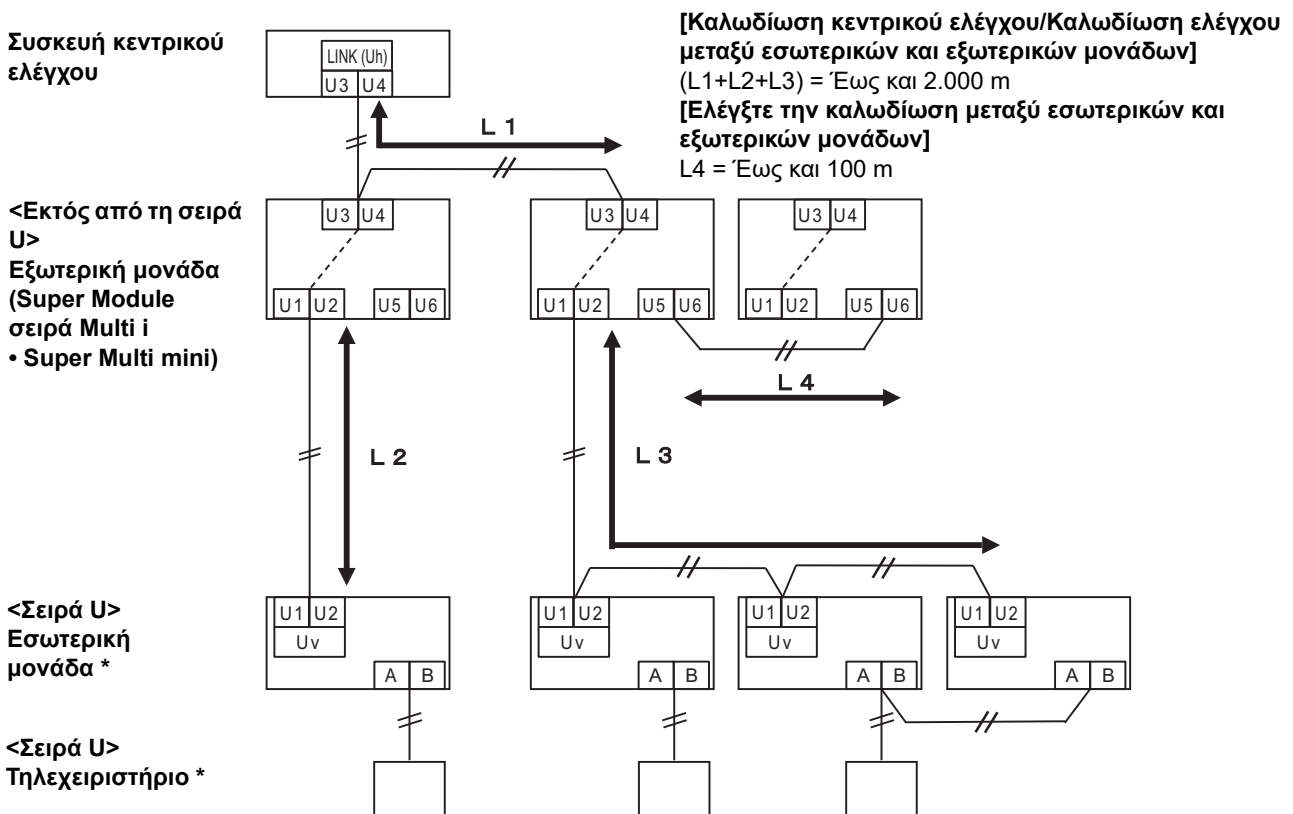 Συσκευή κεντρικού
ελέγχου
LINK (Uh)
U3 U4
[Καλωδίωση κεντρικού ελέγχου/Καλωδίωση ελέγχου
μεταξύ εσωτερικών και εξωτερικών μονάδων]
(L1+L2+L3) = Έως και 2.000 m
[Ελέγξτε την καλωδίωση μεταξύ εσωτερικών και
εξωτερικών μονάδων]
L4 = Έως και 100 m
L 1
<Εκτός από τη σειρά
U>
Εξωτερική μονάδα
(Super Module
σειρά Multi i
• Super Multi mini)
U3 U4
U1 U2 U5 U6
U3 U4
U1 U2 U5 U6
U3 U4
U1 U2 U5 U6
L 4
L 2
L 3
<Σειρά U>
Εσωτερική
μονάδα *
U1 U2
Uv
A B
U1 U2
Uv
A B
U1 U2
Uv
A B
U1 U2
Uv
A B
<Σειρά U>
Τηλεχειριστήριο *